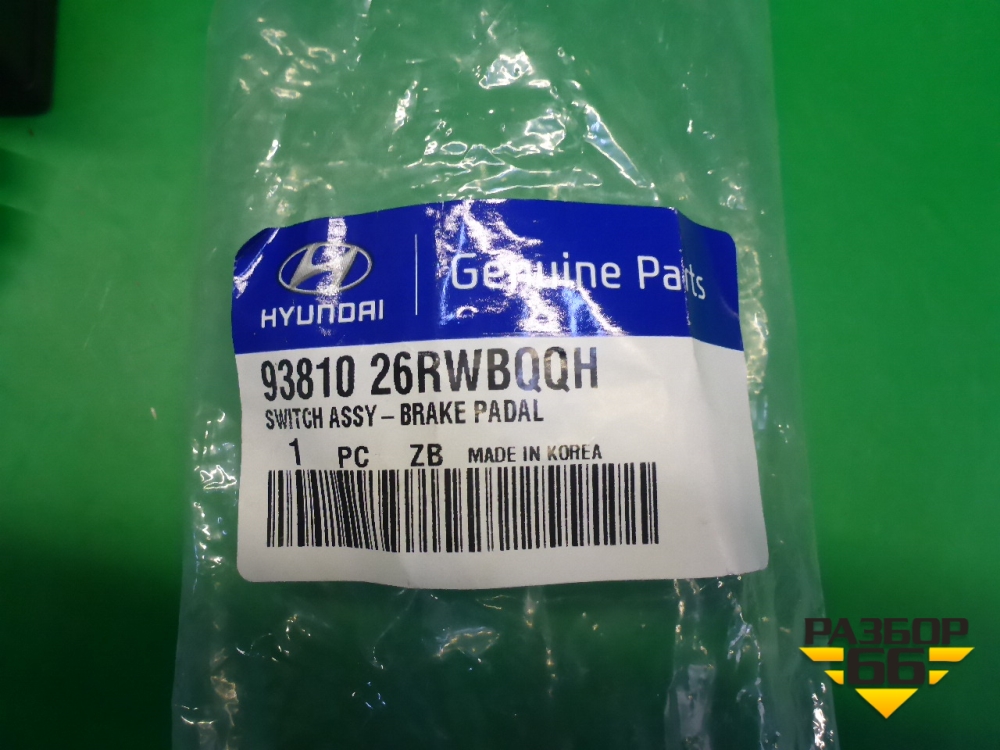 HYUNDAI
Genuine Parts
93810 26RWBQQH
SWITCH ASSY – BRAKE PADAL
1 PC ZB MADE IN KOREA
РАЗБОР
66